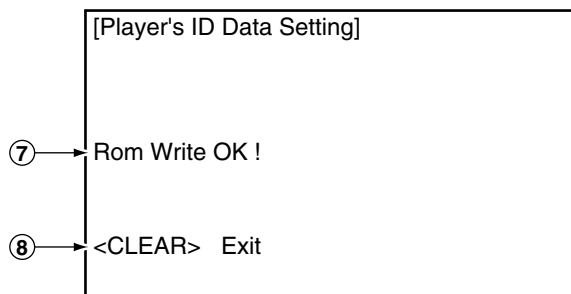 [Player's ID Data Setting]
7 Rom Write OK !
8 <CLEAR> Exit